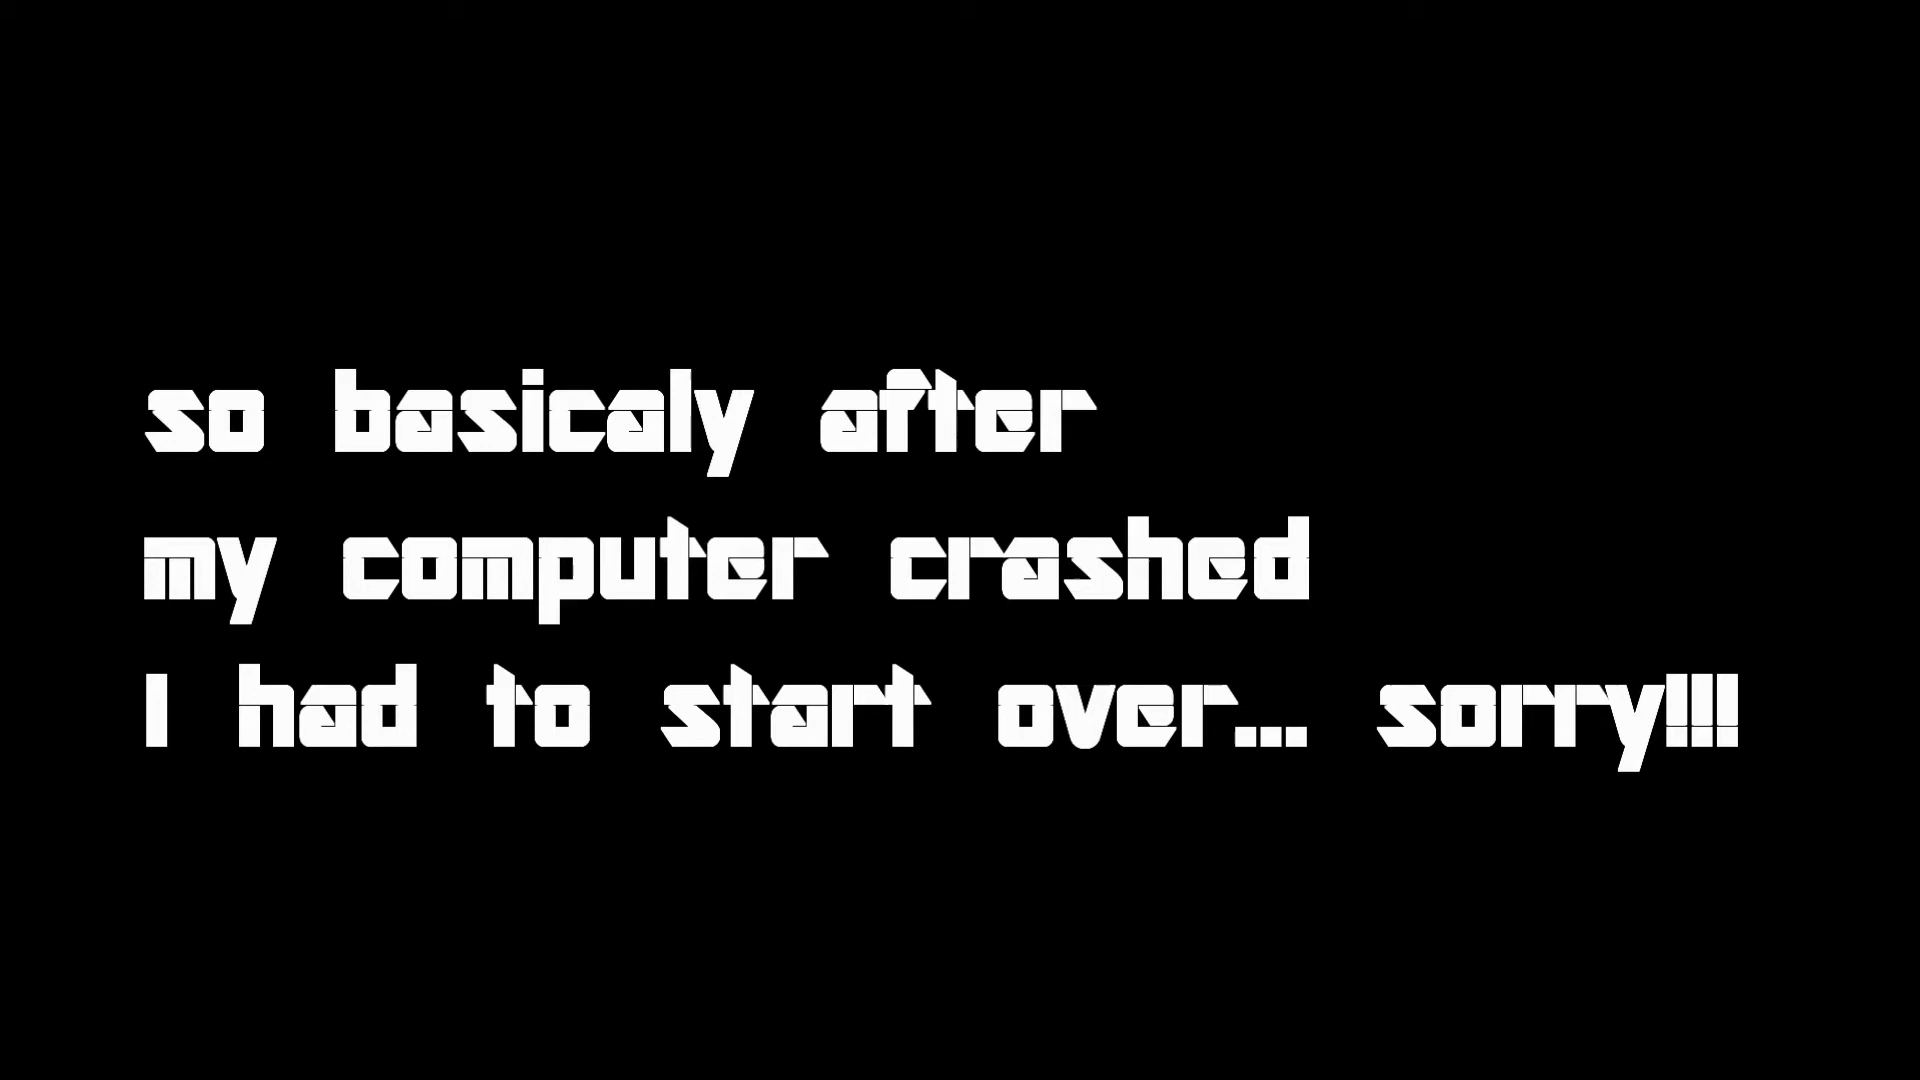 so basicaly after
my computer crashed
I had to start over... sorry!!!